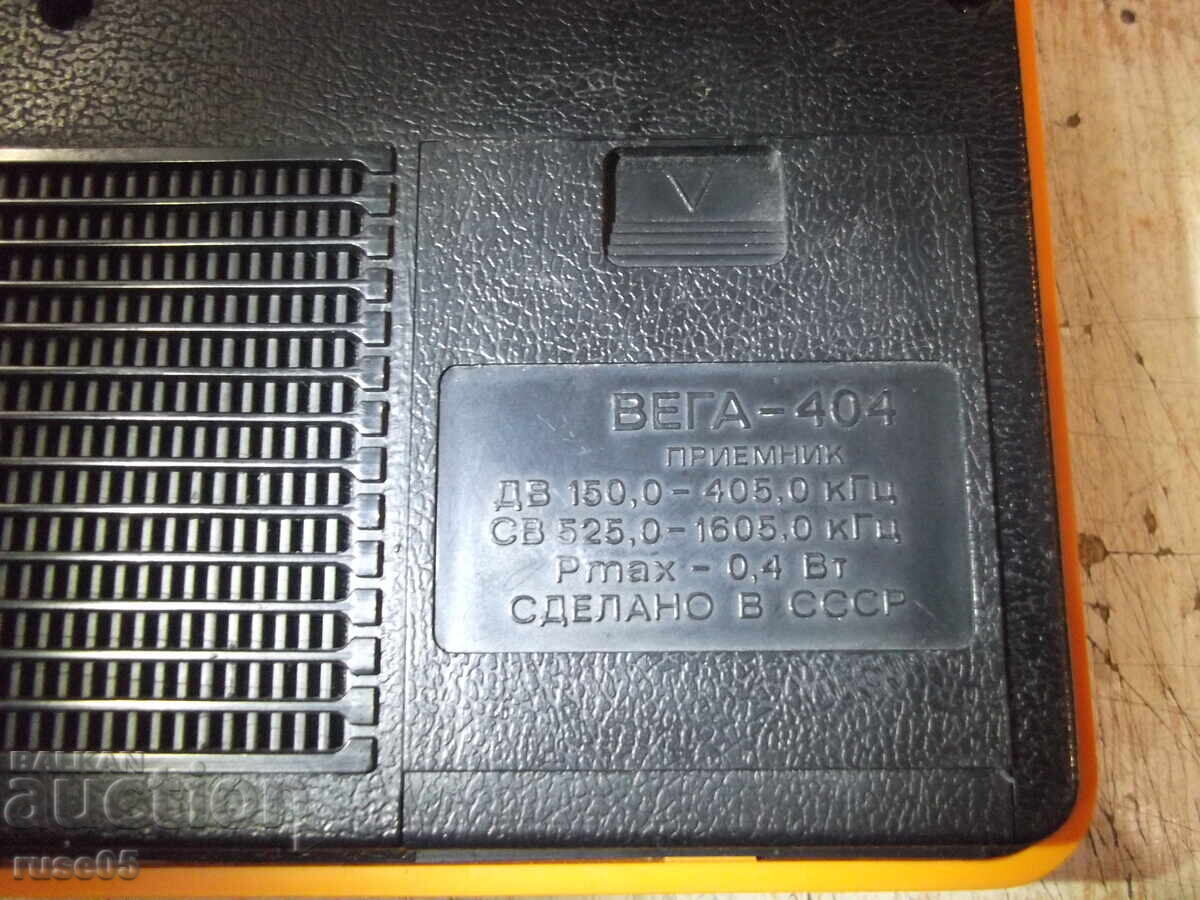 V
ВЕГА-404
ПРИЕМНИК
ДВ 150,0-405,0 кГц
СВ 525,0-1605,0 кГц
Pmax - 0,4 Вт
СДЕЛАНО В СССР
BALKAN
auction
ruse05